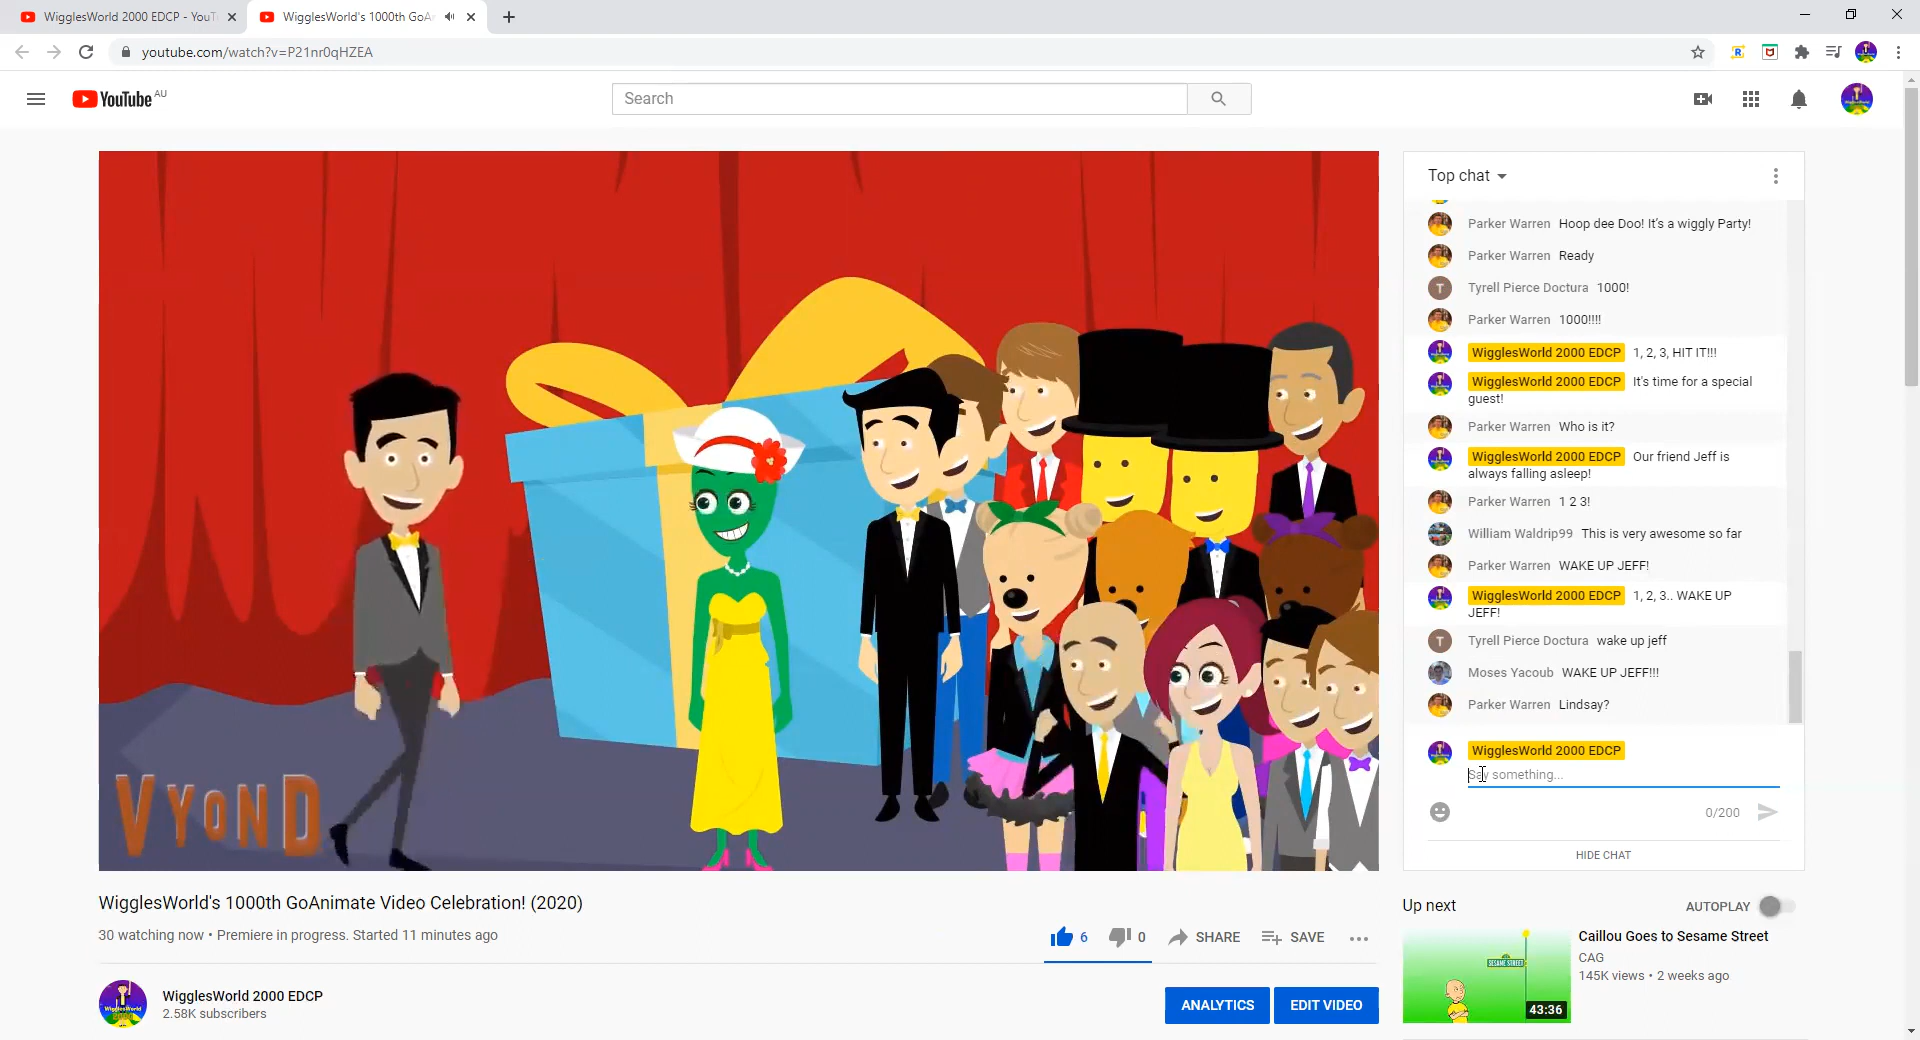 WigglesWorld 2000 EDCP - YouT
WigglesWorld's 1000th GoAn
youtube.com/watch?v=P21nr0qHZEA
YouTube AU
Search
Top chat
Parker Warren Hoop dee Doo! It's a wiggly Party!
Parker Warren Ready
T Tyrell Pierce Doctura 1000!
Parker Warren 1000!!!!
WigglesWorld 2000 EDCP 1, 2, 3, HIT IT!!!
WigglesWorld 2000 EDCP It's time for a special
guest!
Parker Warren Who is it?
WigglesWorld 2000 EDCP Our friend Jeff is
always falling asleep!
Parker Warren 1 2 3!
William Waldrip99 This is very awesome so far
Parker Warren WAKE UP JEFF!
WigglesWorld 2000 EDCP 1, 2, 3.. WAKE UP
JEFF!
T Tyrell Pierce Doctura wake up jeff
Moses Yacoub WAKE UP JEFF!!!
Parker Warren Lindsay?
WigglesWorld 2000 EDCP
Say something...
0/200
HIDE CHAT
VYOND
WigglesWorld's 1000th GoAnimate Video Celebration! (2020)
30 watching now • Premiere in progress. Started 11 minutes ago
6 0 SHARE SAVE
WigglesWorld 2000 EDCP
2.58K subscribers
ANALYTICS EDIT VIDEO
Up next AUTOPLAY
SESAME STREET
43:36
Caillou Goes to Sesame Street
CAG
145K views • 2 weeks ago